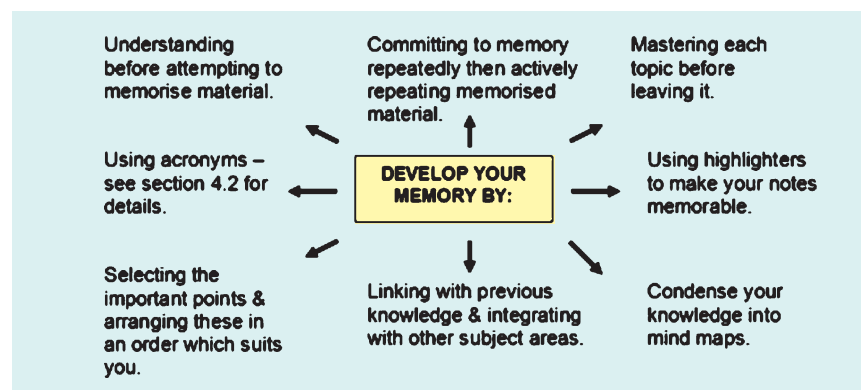 Understanding
before attempting to
memorise material.
Committing to memory
repeatedly then actively
repeating memorised
material.
Mastering each
topic before
leaving it.
Using acronyms –
see section 4.2 for
details.
DEVELOP YOUR
MEMORY BY:
Using highlighters
to make your notes
memorable.
Selecting the
important points &
arranging these in
an order which suits
you.
Linking with previous
knowledge & integrating
with other subject areas.
Condense your
knowledge into
mind maps.